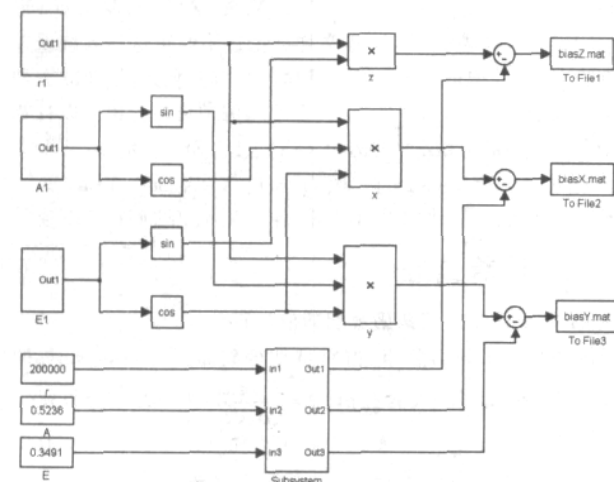 Out1
r1
×
z
+
-
biasZ.mat
To File1
Out1
A1
sin
cos
×
x
+
-
biasX.mat
To File2
Out1
E1
sin
cos
×
y
+
-
biasY.mat
To File3
200000
r
0.5236
A
0.3491
E
In1
In2
In3
Out1
Out2
Out3
Subsystem